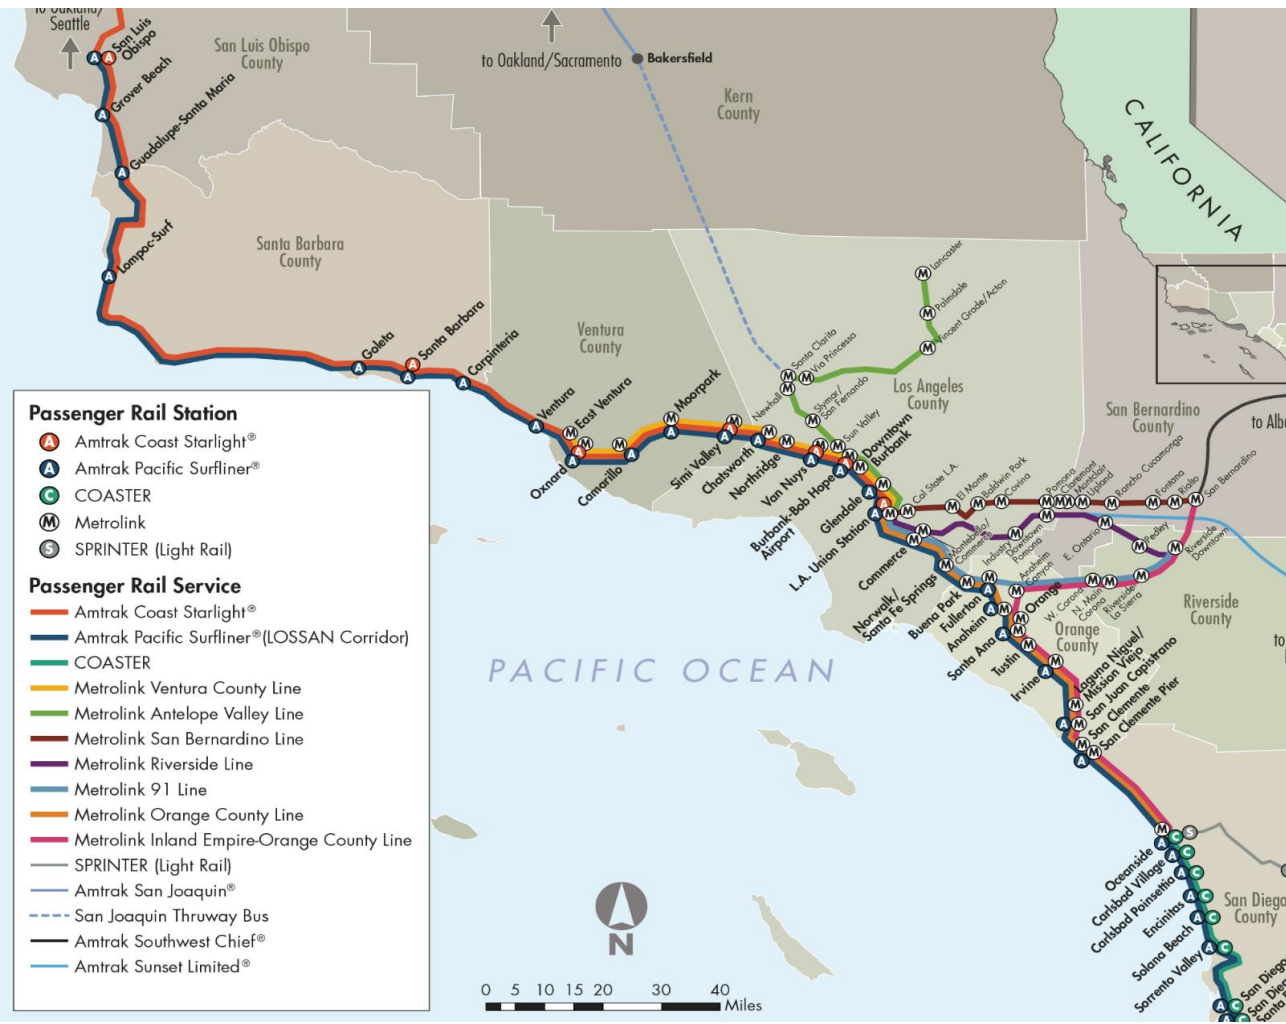 to Oakland/
Seattle
San Luis
Obispo
San Luis Obispo
County
Grover Beach
Guadalupe-Santa Maria
to Oakland/Sacramento
Bakersfield
Kern
County
CALIFORNIA
Lompoc-Surf
Santa Barbara
County
Goleta
Santa Barbara
Carpinteria
Ventura
County
Ventura
East Ventura
Oxnard
Camarillo
Moorpark
Simi Valley
Chatsworth
Northridge
Van Nuys
Burbank-Bob Hope
Airport
Glendale
L.A. Union Station
Commerce
Lancaster
Palmdale
Vincent Grade/Acton
Santa Clarita
Via Princessa
Newhall
Slymar/
San Fernando
Sun Valley
Downtown
Burbank
Los Angeles
County
San Bernardino
County
to Albu
Cal State L.A.
El Monte
Baldwin Park
Covina
Pomona
Claremont
Montclair
Upland
Rancho Cucamonga
Fontana
Rialto
San Bernardino
Montebello/
Commerce
Industry
Downtown
Pomona
E. Ontario
Pedley
Riverside
Downtown
Anaheim
Canyon
W. Corona
N. Main
Corona
Riverside
La Sierra
Riverside
County
to
Norwalk/
Santa Fe Springs
Buena Park
Fullerton
Anaheim
Santa Ana
Orange
Orange
County
Tustin
Irvine
Laguna Niguel/
Mission Viejo
San Juan Capistrano
San Clemente
San Clemente Pier
PACIFIC OCEAN
Oceanside
Carlsbad Village
Carlsbad Poinsettia
Encinitas
Solana Beach
Sorrento Valley
San Diego
County
San Diego
San Dieg
Santa
Passenger Rail Station
A Amtrak Coast Starlight®
A Amtrak Pacific Surfliner®
C COASTER
M Metrolink
S SPRINTER (Light Rail)
Passenger Rail Service
Amtrak Coast Starlight®
Amtrak Pacific Surfliner® (LOSSAN Corridor)
COASTER
Metrolink Ventura County Line
Metrolink Antelope Valley Line
Metrolink San Bernardino Line
Metrolink Riverside Line
Metrolink 91 Line
Metrolink Orange County Line
Metrolink Inland Empire-Orange County Line
SPRINTER (Light Rail)
Amtrak San Joaquin®
San Joaquin Thruway Bus
Amtrak Southwest Chief®
Amtrak Sunset Limited®
N
0 5 10 15 20 30 40
Miles